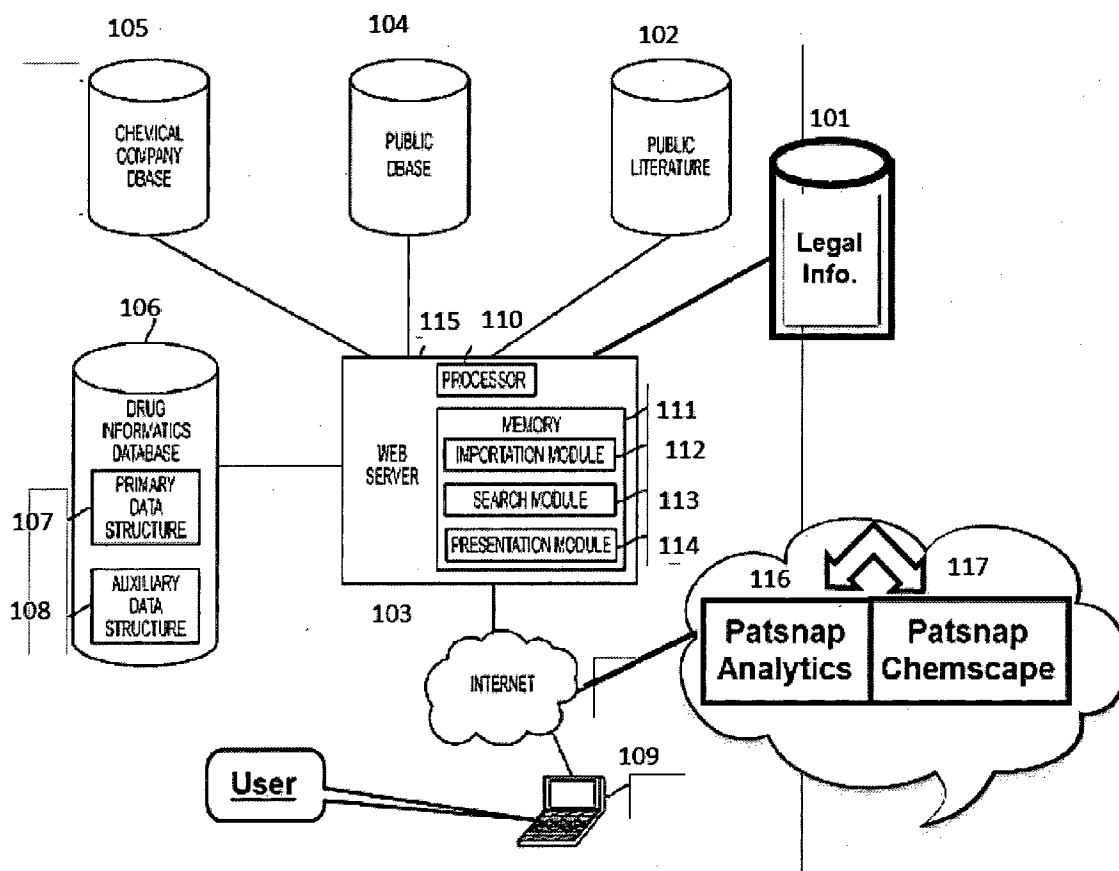 105
104
102
CHEMICAL
COMPANY
DBASE
PUBLIC
DBASE
PUBLIC
LITERATURE
101
Legal
Info.
106
115
110
PROCESSOR
DRUG
INFORMATICS
DATABASE
PRIMARY
DATA
STRUCTURE
107
AUXILIARY
DATA
STRUCTURE
108
WEB
SERVER
MEMORY
111
IMPORTATION MODULE
112
SEARCH MODULE
113
PRESENTATION MODULE
114
103
INTERNET
116
117
Patsnap
Analytics
Patsnap
Chemscape
User
109